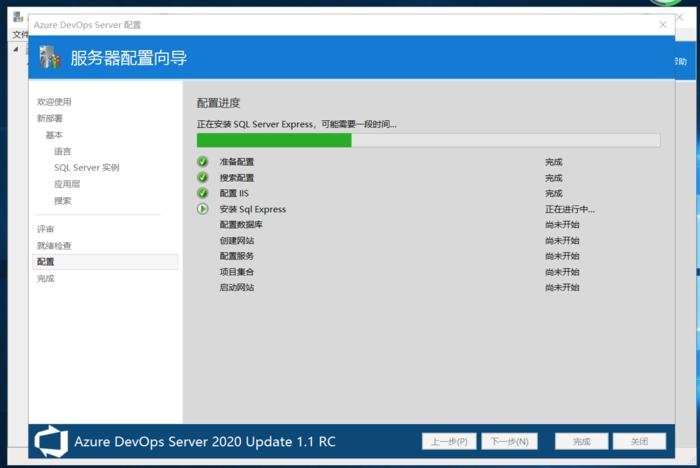 Azure DevOps Server 配置
文件
服务器配置向导
帮助
欢迎使用
新部署
基本
语言
SQL Server 实例
应用层
搜索
评审
就绪检查
配置
完成
配置进度
正在安装 SQL Server Express，可能需要一段时间...
准备配置 完成
搜索配置 完成
配置 IIS 完成
安装 Sql Express 正在进行中...
配置数据库 尚未开始
创建网站 尚未开始
配置服务 尚未开始
项目集合 尚未开始
启动网站 尚未开始
Azure DevOps Server 2020 Update 1.1 RC
上一步(P) 下一步(N) 完成 关闭